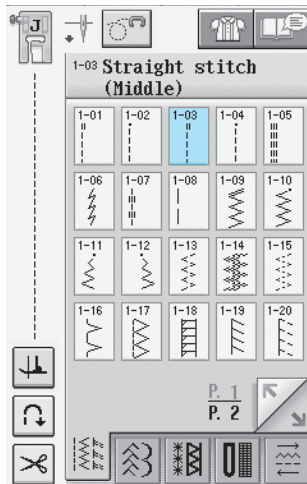 J
1-03 Straight stitch
(Middle)
1-01 1-02 1-03 1-04 1-05
1-06 1-07 1-08 1-09 1-10
1-11 1-12 1-13 1-14 1-15
1-16 1-17 1-18 1-19 1-20
P. 1
P. 2